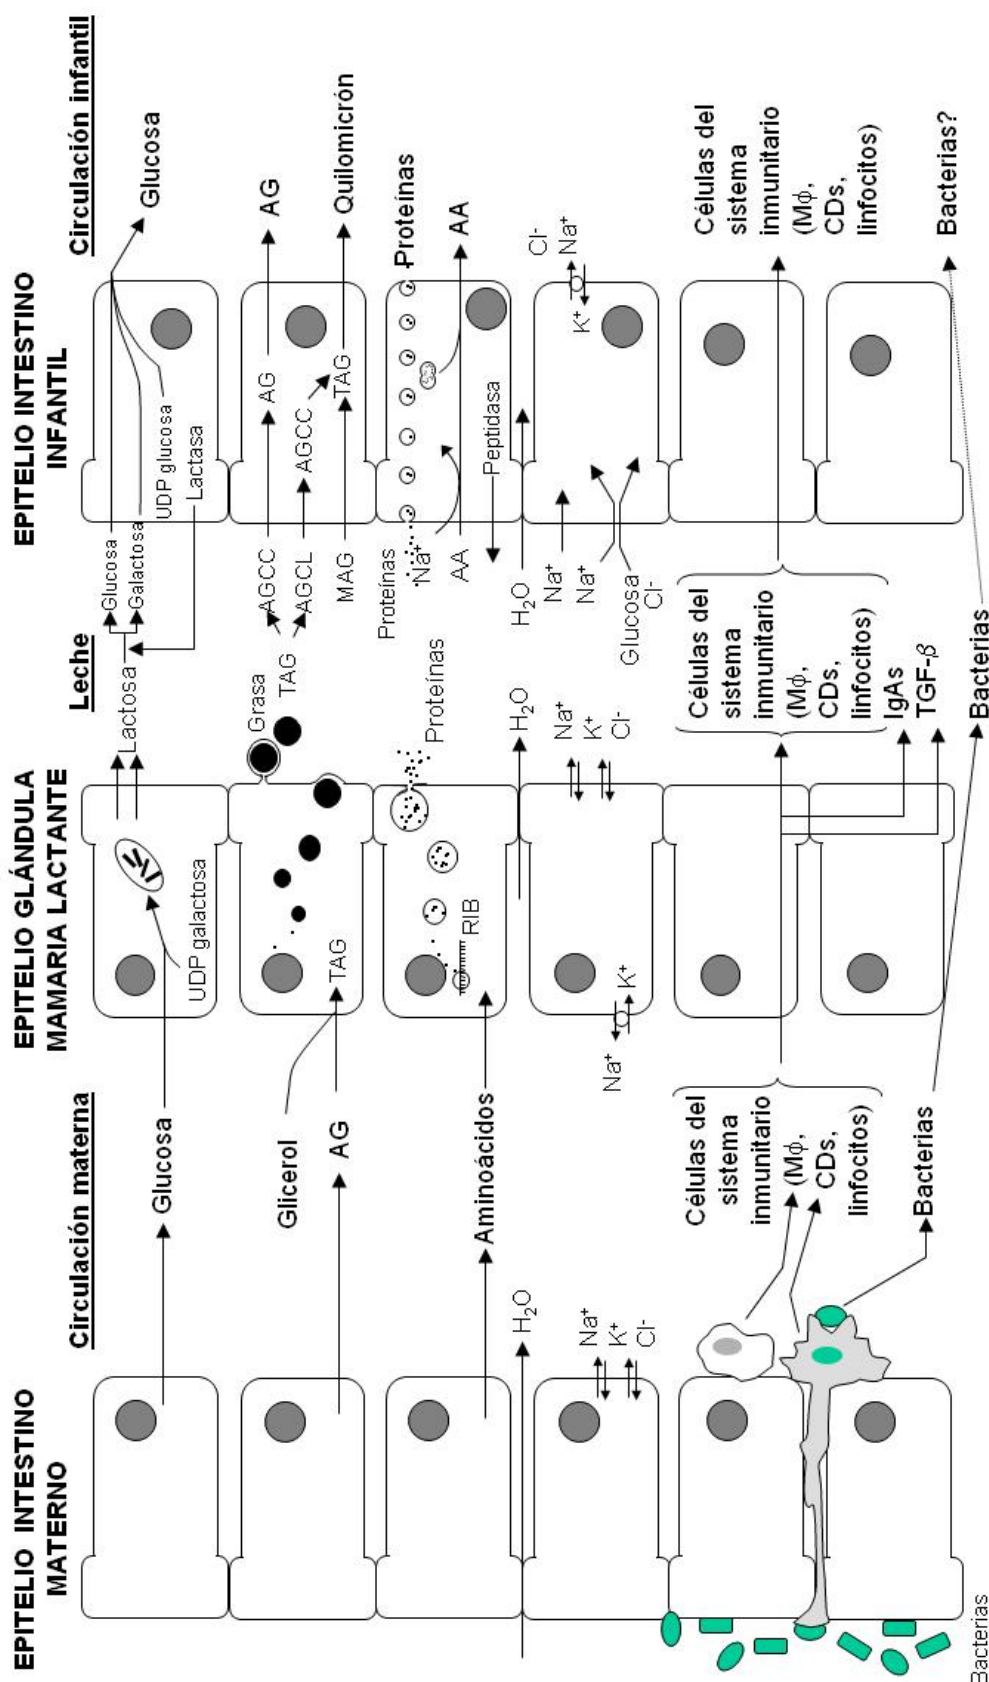 EPITELIO INTESTINO
MATERNO
Circulación materna
EPITELIO GLÁNDULA
MAMARIA LACTANTE
Leche
EPITELIO INTESTINO
INFANTIL
Circulación infantil
Glucosa
UDP galactosa
Lactosa
Glucosa
Galactosa
UDP glucosa
Lactasa
Glucosa
Glicerol
AG
TAG
Grasa
TAG
AGCC
AGCL
MAG
AG
AGCC
TAG
AG
Quilomicrón
Aminoácidos
RIB
Proteínas
Proteínas
Na+
AA
Peptidasa
Proteínas
AA
H2O
H2O
H2O
Na+
K+
Cl-
Na+
K+
Na+
K+
Cl-
Na+
Na+
Glucosa
Cl-
K+
Cl-
Na+
Células del
sistema
inmunitario
(Mϕ,
CDs,
linfocitos)
Células del
sistema
inmunitario
(Mϕ,
CDs,
linfocitos)
IgAs
TGF-β
Células del
sistema
inmunitario
(Mϕ,
CDs,
linfocitos)
Bacterias
Bacterias
Bacterias
Bacterias?